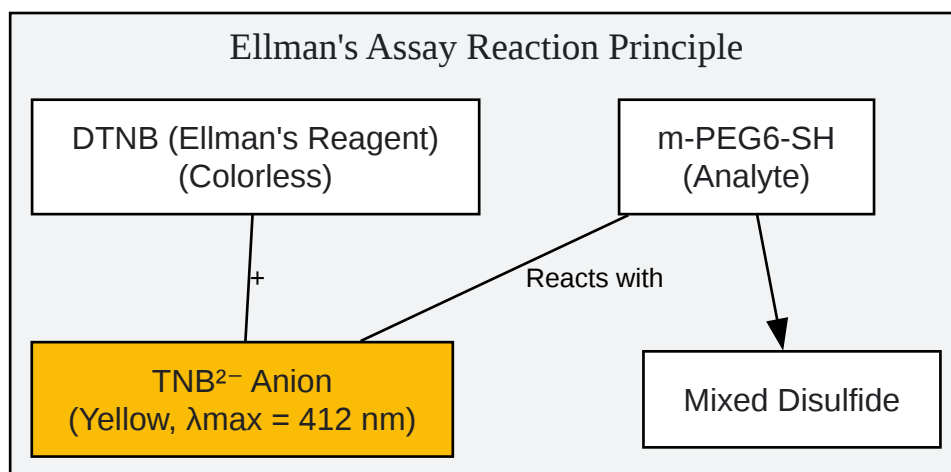 Ellman's Assay Reaction Principle
DTNB (Ellman's Reagent)
(Colorless)
m-PEG6-SH
(Analyte)
+
Reacts with
TNB²⁻ Anion
(Yellow, λmax = 412 nm)
Mixed Disulfide